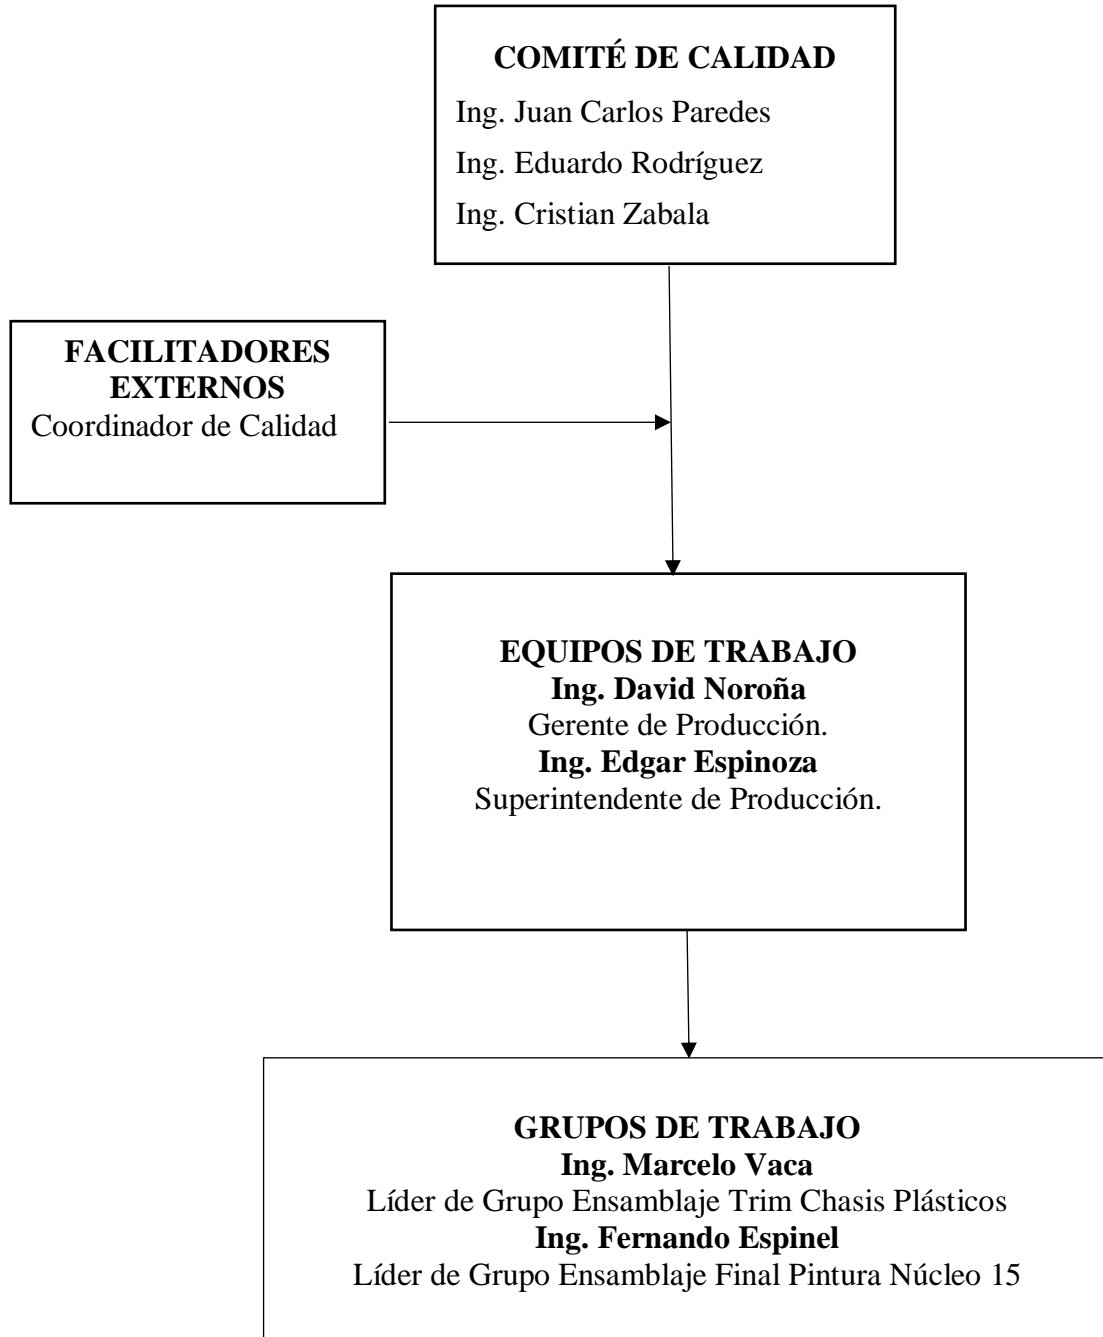 COMITÉ DE CALIDAD
Ing. Juan Carlos Paredes
Ing. Eduardo Rodríguez
Ing. Cristian Zabala
FACILITADORES
EXTERNOS
Coordinador de Calidad
EQUIPOS DE TRABAJO
Ing. David Noroña
Gerente de Producción.
Ing. Edgar Espinoza
Superintendente de Producción.
GRUPOS DE TRABAJO
Ing. Marcelo Vaca
Líder de Grupo Ensamblaje Trim Chasis Plásticos
Ing. Fernando Espinel
Líder de Grupo Ensamblaje Final Pintura Núcleo 15